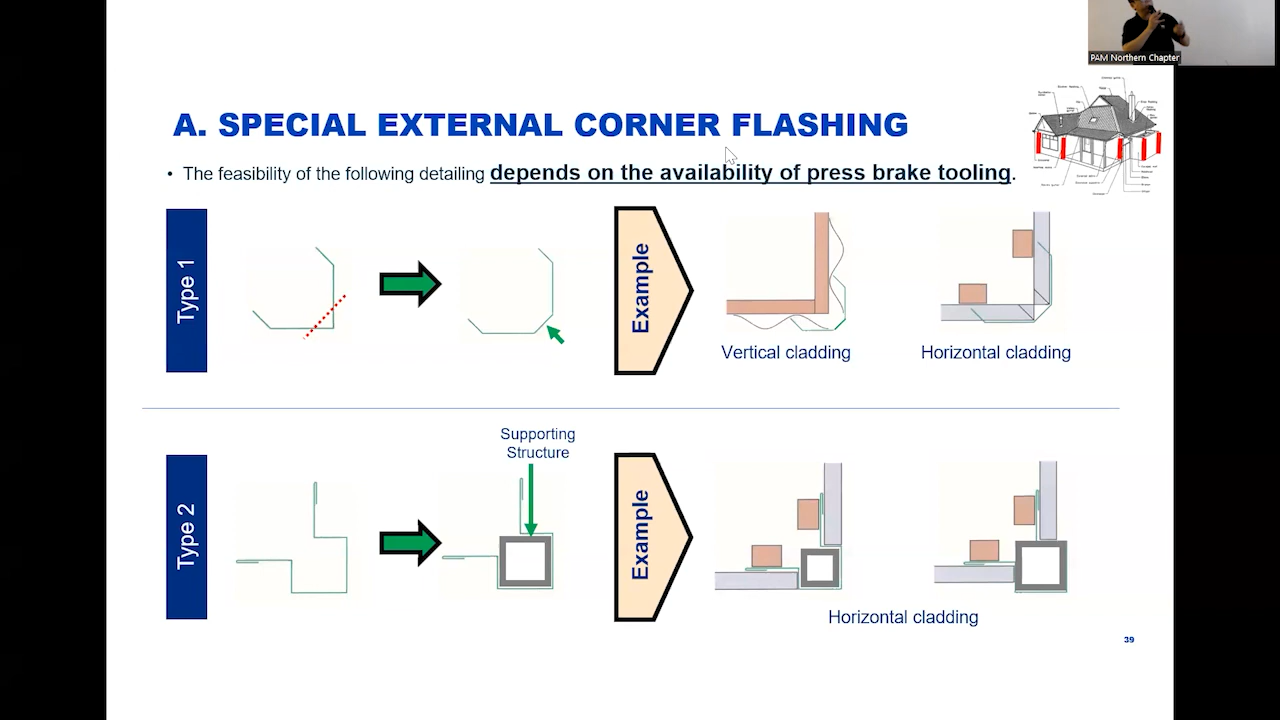 PAM Northern Chapter
A. SPECIAL EXTERNAL CORNER FLASHING
• The feasibility of the following detailing depends on the availability of press brake tooling.
Type 1
Example
Vertical cladding
Horizontal cladding
Supporting
Structure
Type 2
Example
Horizontal cladding
39